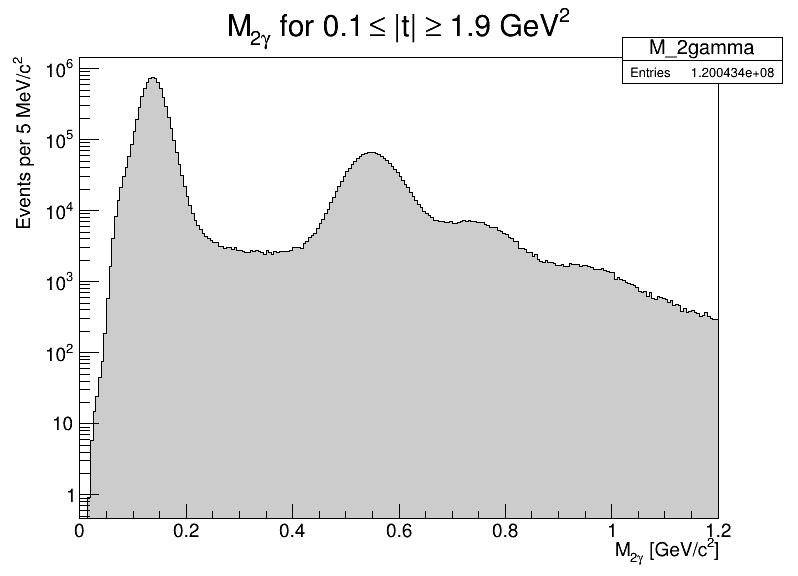 M2γ for 0.1 ≤ |t| ≥ 1.9 GeV²
M_2gamma
Entries 1.200434e+08
Events per 5 MeV/c²
10⁶
10⁵
10⁴
10³
10²
10
1
0 0.2 0.4 0.6 0.8 1 1.2
M2γ [GeV/c²]